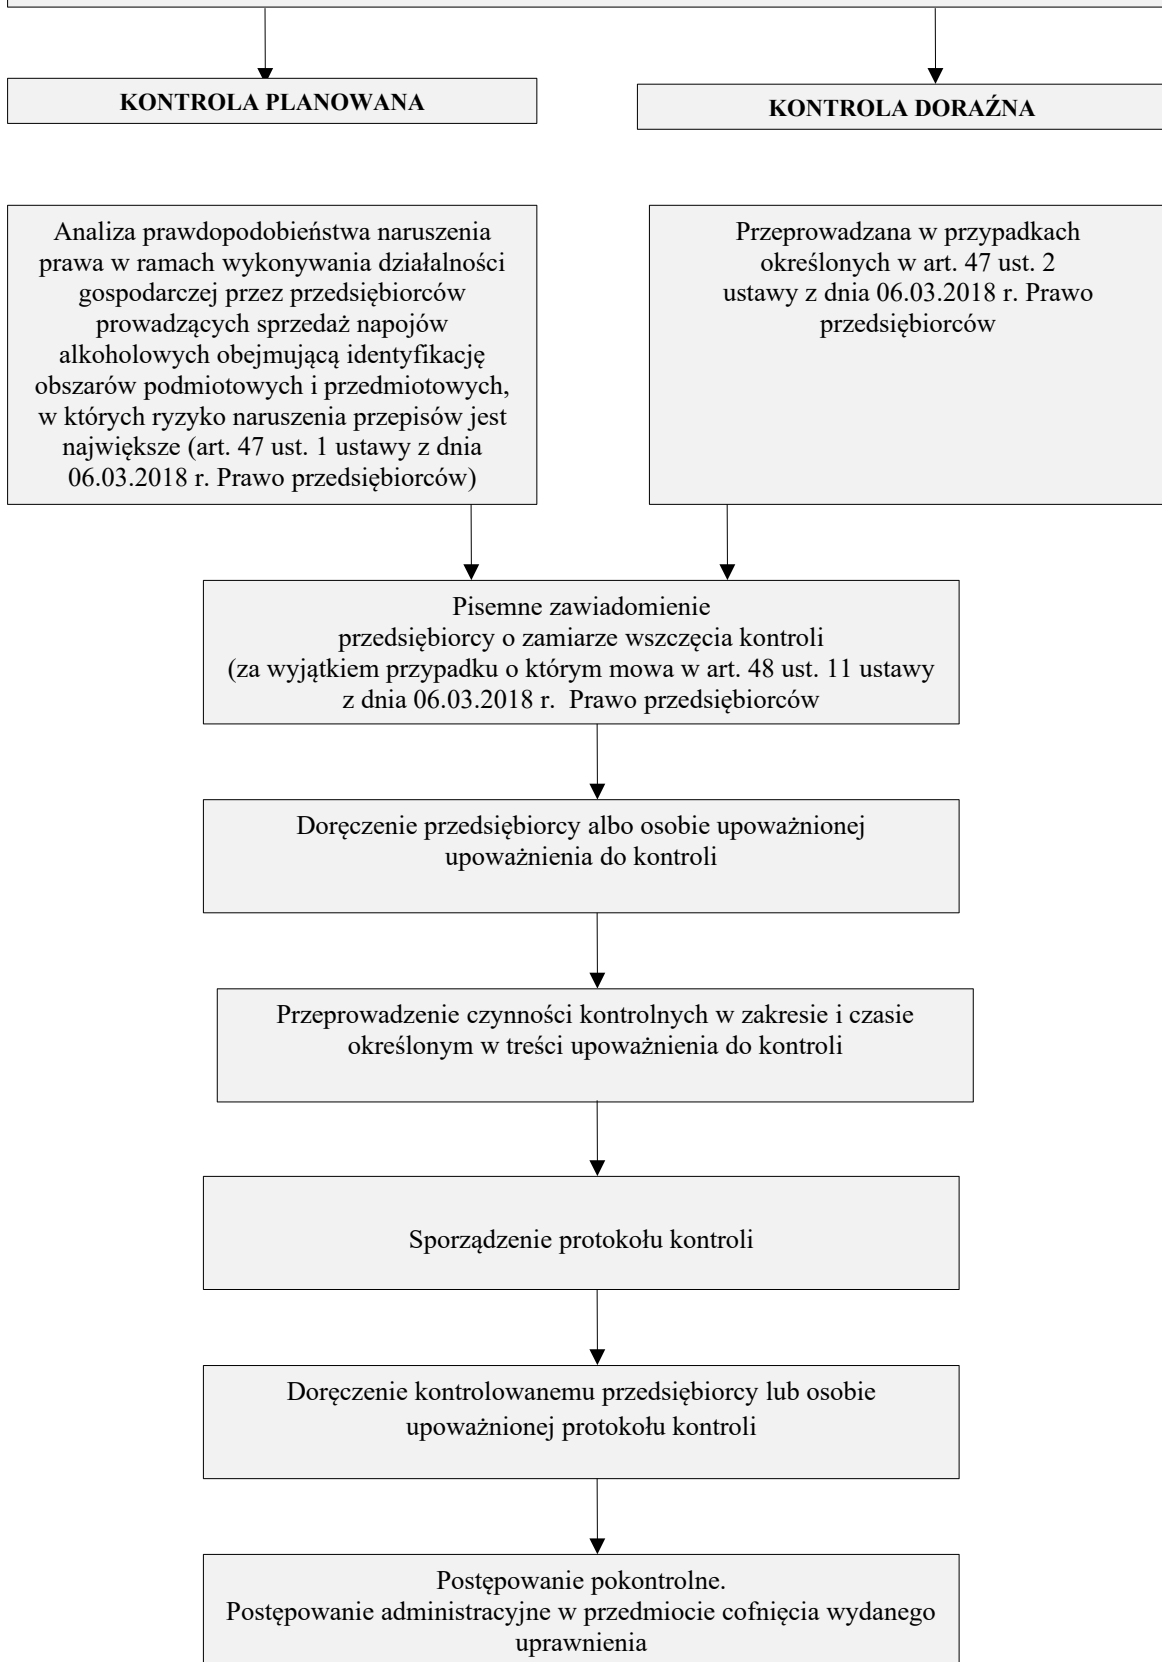 KONTROLA PLANOWANA
KONTROLA DORAŹNA
Analiza prawdopodobieństwa naruszenia
prawa w ramach wykonywania działalności
gospodarczej przez przedsiębiorców
prowadzących sprzedaż napojów
alkoholowych obejmującą identyfikację
obszarów podmiotowych i przedmiotowych,
w których ryzyko naruszenia przepisów jest
największe (art. 47 ust. 1 ustawy z dnia
06.03.2018 r. Prawo przedsiębiorców)
Przeprowadzana w przypadkach
określonych w art. 47 ust. 2
ustawy z dnia 06.03.2018 r. Prawo
przedsiębiorców
Pisemne zawiadomienie
przedsiębiorcy o zamiarze wszczęcia kontroli
(za wyjątkiem przypadku o którym mowa w art. 48 ust. 11 ustawy
z dnia 06.03.2018 r. Prawo przedsiębiorców
Doręczenie przedsiębiorcy albo osobie upoważnionej
upoważnienia do kontroli
Przeprowadzenie czynności kontrolnych w zakresie i czasie
określonym w treści upoważnienia do kontroli
Sporządzenie protokołu kontroli
Doręczenie kontrolowanemu przedsiębiorcy lub osobie
upoważnionej protokołu kontroli
Postępowanie pokontrolne.
Postępowanie administracyjne w przedmiocie cofnięcia wydanego
uprawnienia